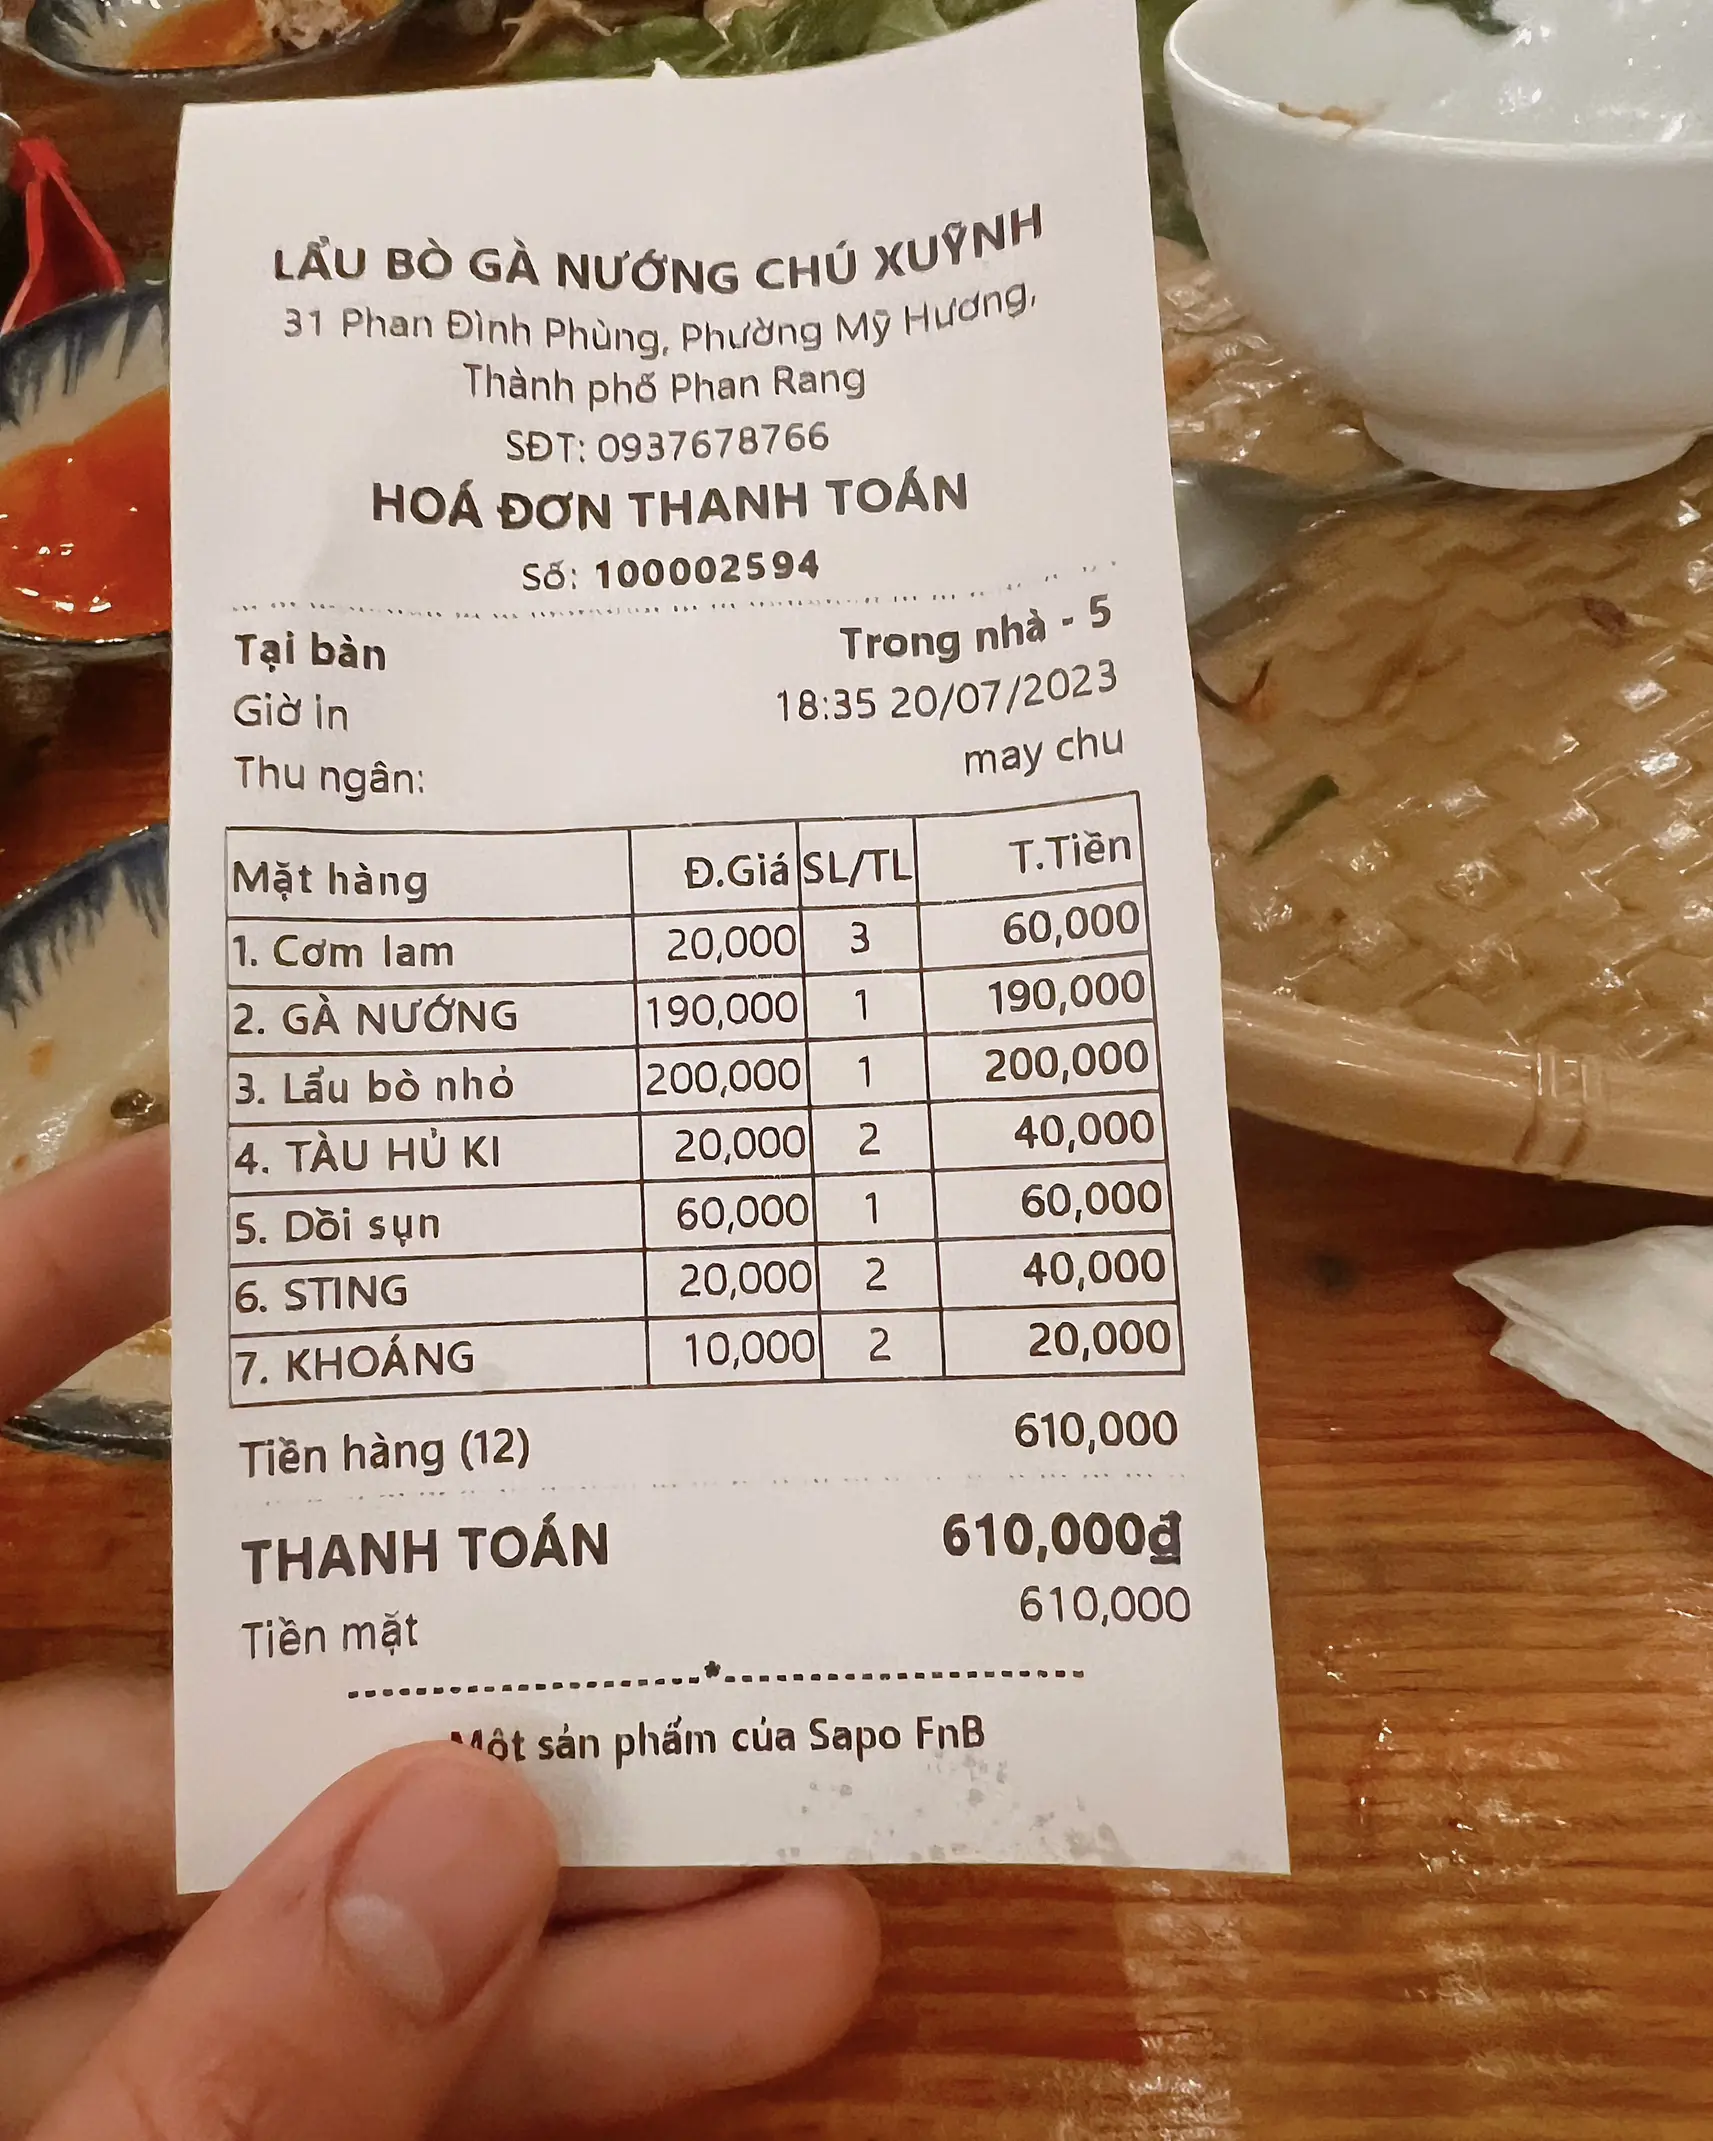 LẨU BÒ GÀ NƯỚNG CHÚ XUỸNH
31 Phan Đình Phùng, Phường Mỹ Hương,
Thành phố Phan Rang
SĐT: 0937678766
HOÁ ĐƠN THANH TOÁN
Số: 100002594
Tại bàn Trong nhà - 5
Giờ in 18:35 20/07/2023
Thu ngân: may chu
Mặt hàng Đ.Giá SL/TL T.Tiền
1. Cơm lam 20,000 3 60,000
2. GÀ NƯỚNG 190,000 1 190,000
3. Lẩu bò nhỏ 200,000 1 200,000
4. TÀU HỦ KI 20,000 2 40,000
5. Dồi sụn 60,000 1 60,000
6. STING 20,000 2 40,000
7. KHOÁNG 10,000 2 20,000
Tiền hàng (12) 610,000
THANH TOÁN 610,000₫
Tiền mặt 610,000
Một sản phẩm của Sapo FnB